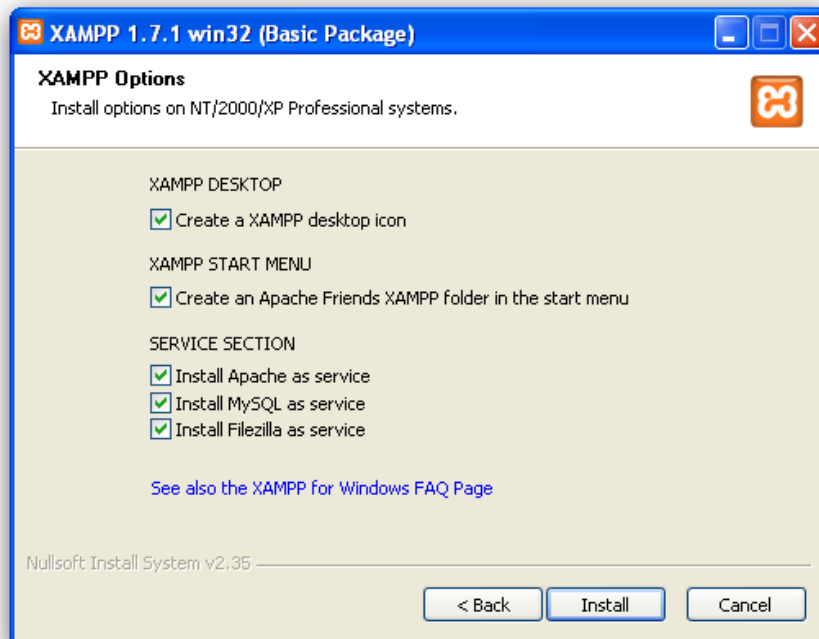 XAMPP 1.7.1 win32 (Basic Package)
XAMPP Options
Install options on NT/2000/XP Professional systems.
XAMPP DESKTOP
Create a XAMPP desktop icon
XAMPP START MENU
Create an Apache Friends XAMPP folder in the start menu
SERVICE SECTION
Install Apache as service
Install MySQL as service
Install Filezilla as service
See also the XAMPP for Windows FAQ Page
Nullsoft Install System v2.35
< Back Install Cancel